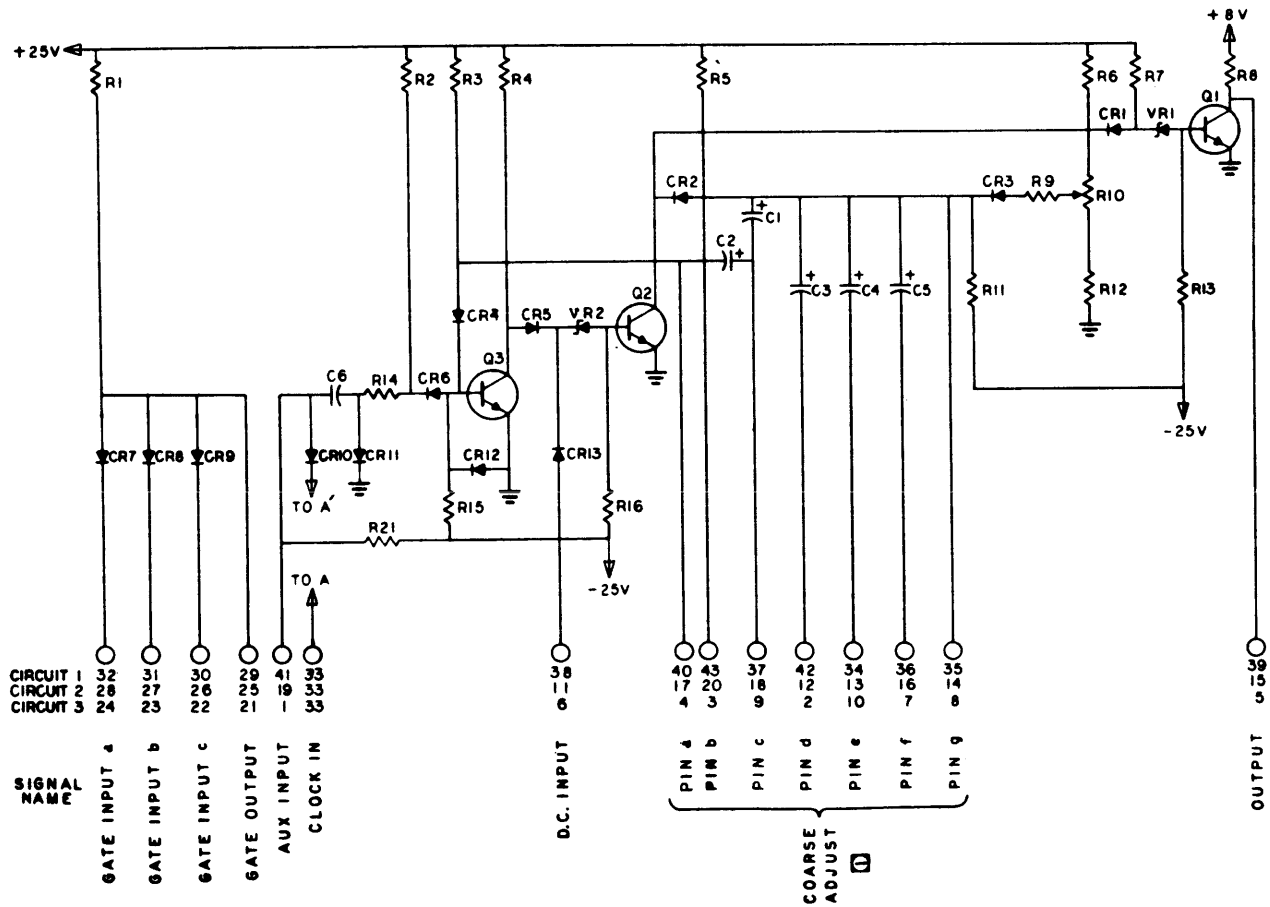 +8V
+25V
R1
R2
R3
R4
R5
R6
R7
R8
Q1
CR1
VR1
CR2
CR3
R9
R10
C1
C2
Q2
C3
C4
C5
R11
R12
R13
CR4
CR5
VR2
Q3
C6
R14
CR6
-25V
CR7
CR8
CR9
CR10
CR11
CR12
CR13
TO A'
R15
R16
R21
TO A
-25V
CIRCUIT 1 32 31 30 29 41 33 38 40 43 37 42 34 36 35 39
CIRCUIT 2 28 27 26 25 19 33 11 17 20 18 12 13 16 14 15
CIRCUIT 3 24 23 22 21 1 33 6 4 3 9 2 10 7 8 5
SIGNAL
NAME
GATE INPUT a
GATE INPUT b
GATE INPUT c
GATE OUTPUT
AUX INPUT
CLOCK IN
D.C. INPUT
PIN a
PIN b
PIN c
PIN d
PIN e
PIN f
PIN g
OUTPUT
COARSE
ADJUST
1